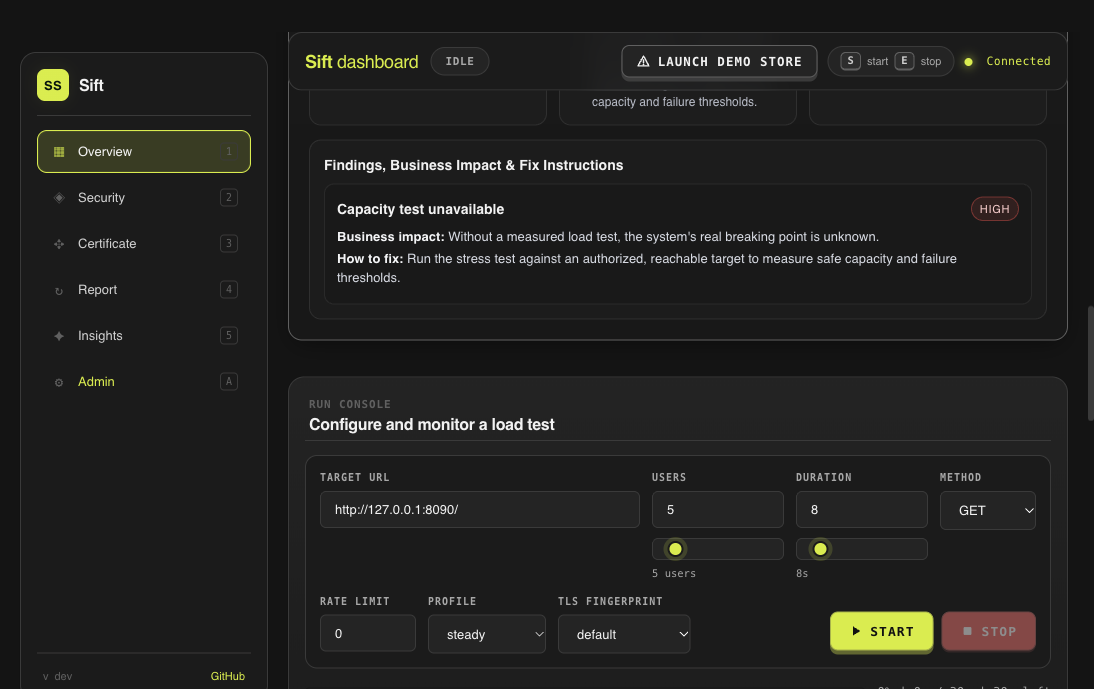 SS Sift
Overview 1
Security 2
Certificate 3
Report 4
Insights 5
Admin A
v dev GitHub
Sift dashboard IDLE ⚠ LAUNCH DEMO STORE S start E stop Connected
capacity and failure thresholds.
Findings, Business Impact & Fix Instructions
Capacity test unavailable HIGH
Business impact: Without a measured load test, the system's real breaking point is unknown.
How to fix: Run the stress test against an authorized, reachable target to measure safe capacity and failure
thresholds.
RUN CONSOLE
Configure and monitor a load test
TARGET URL USERS DURATION METHOD
http://127.0.0.1:8090/ 5 8 GET
5 users 8s
RATE LIMIT PROFILE TLS FINGERPRINT
0 steady default ▶ START ■ STOP